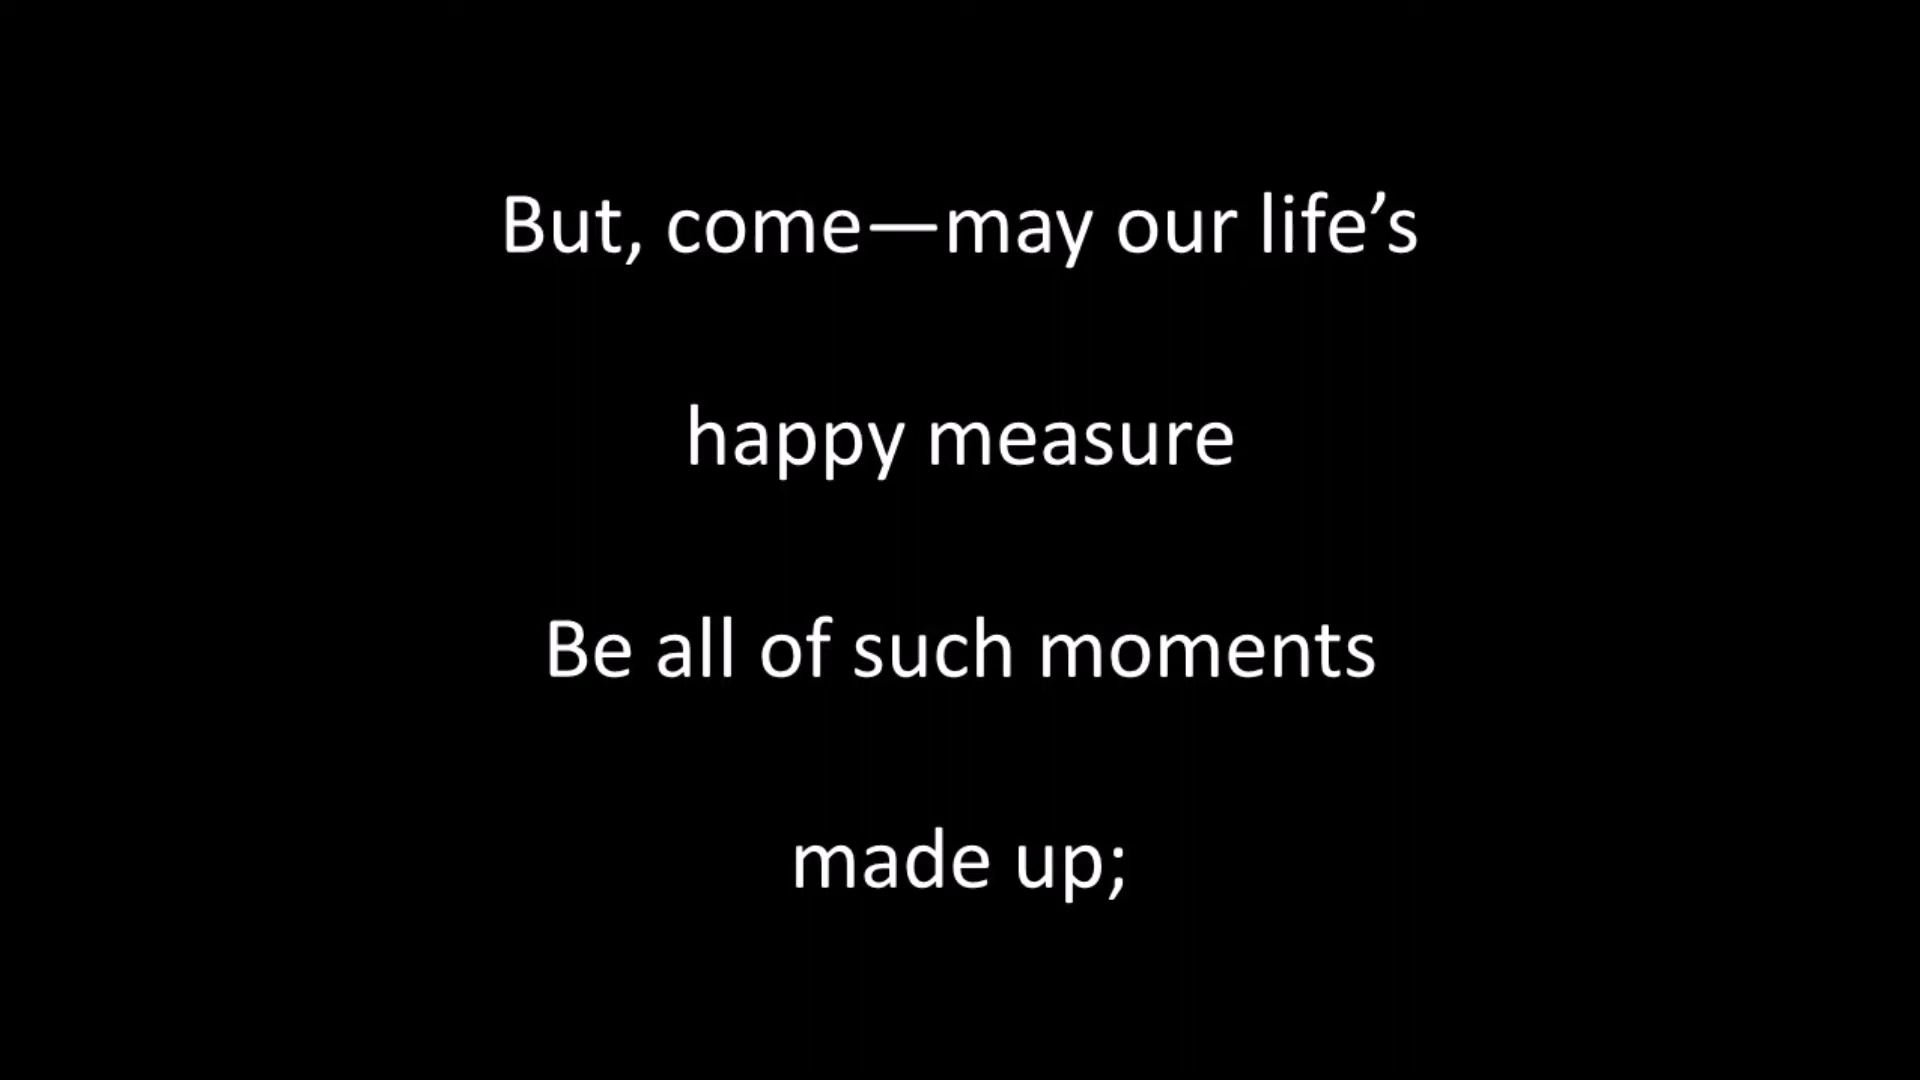 But, come—may our life’s
happy measure
Be all of such moments
made up;